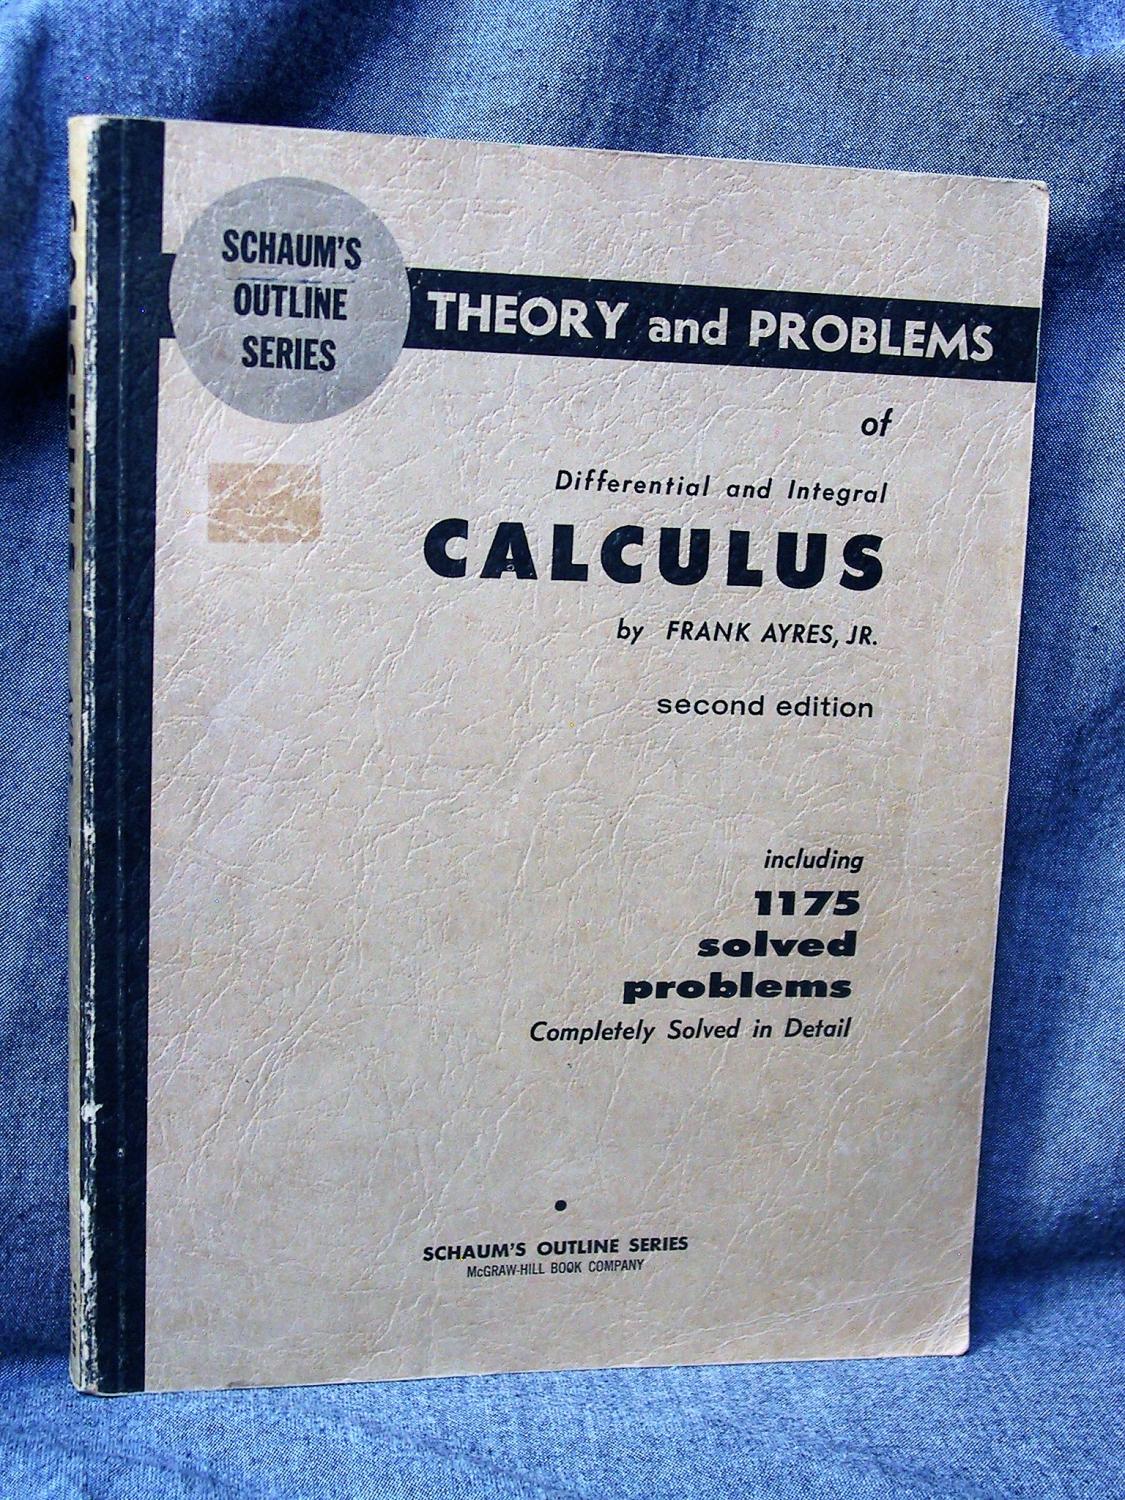 SCHAUM'S
OUTLINE
SERIES
THEORY and PROBLEMS
of
Differential and Integral
CALCULUS
by FRANK AYRES, JR.
second edition
including
1175
solved
problems
Completely Solved in Detail
SCHAUM'S OUTLINE SERIES
McGRAW-HILL BOOK COMPANY